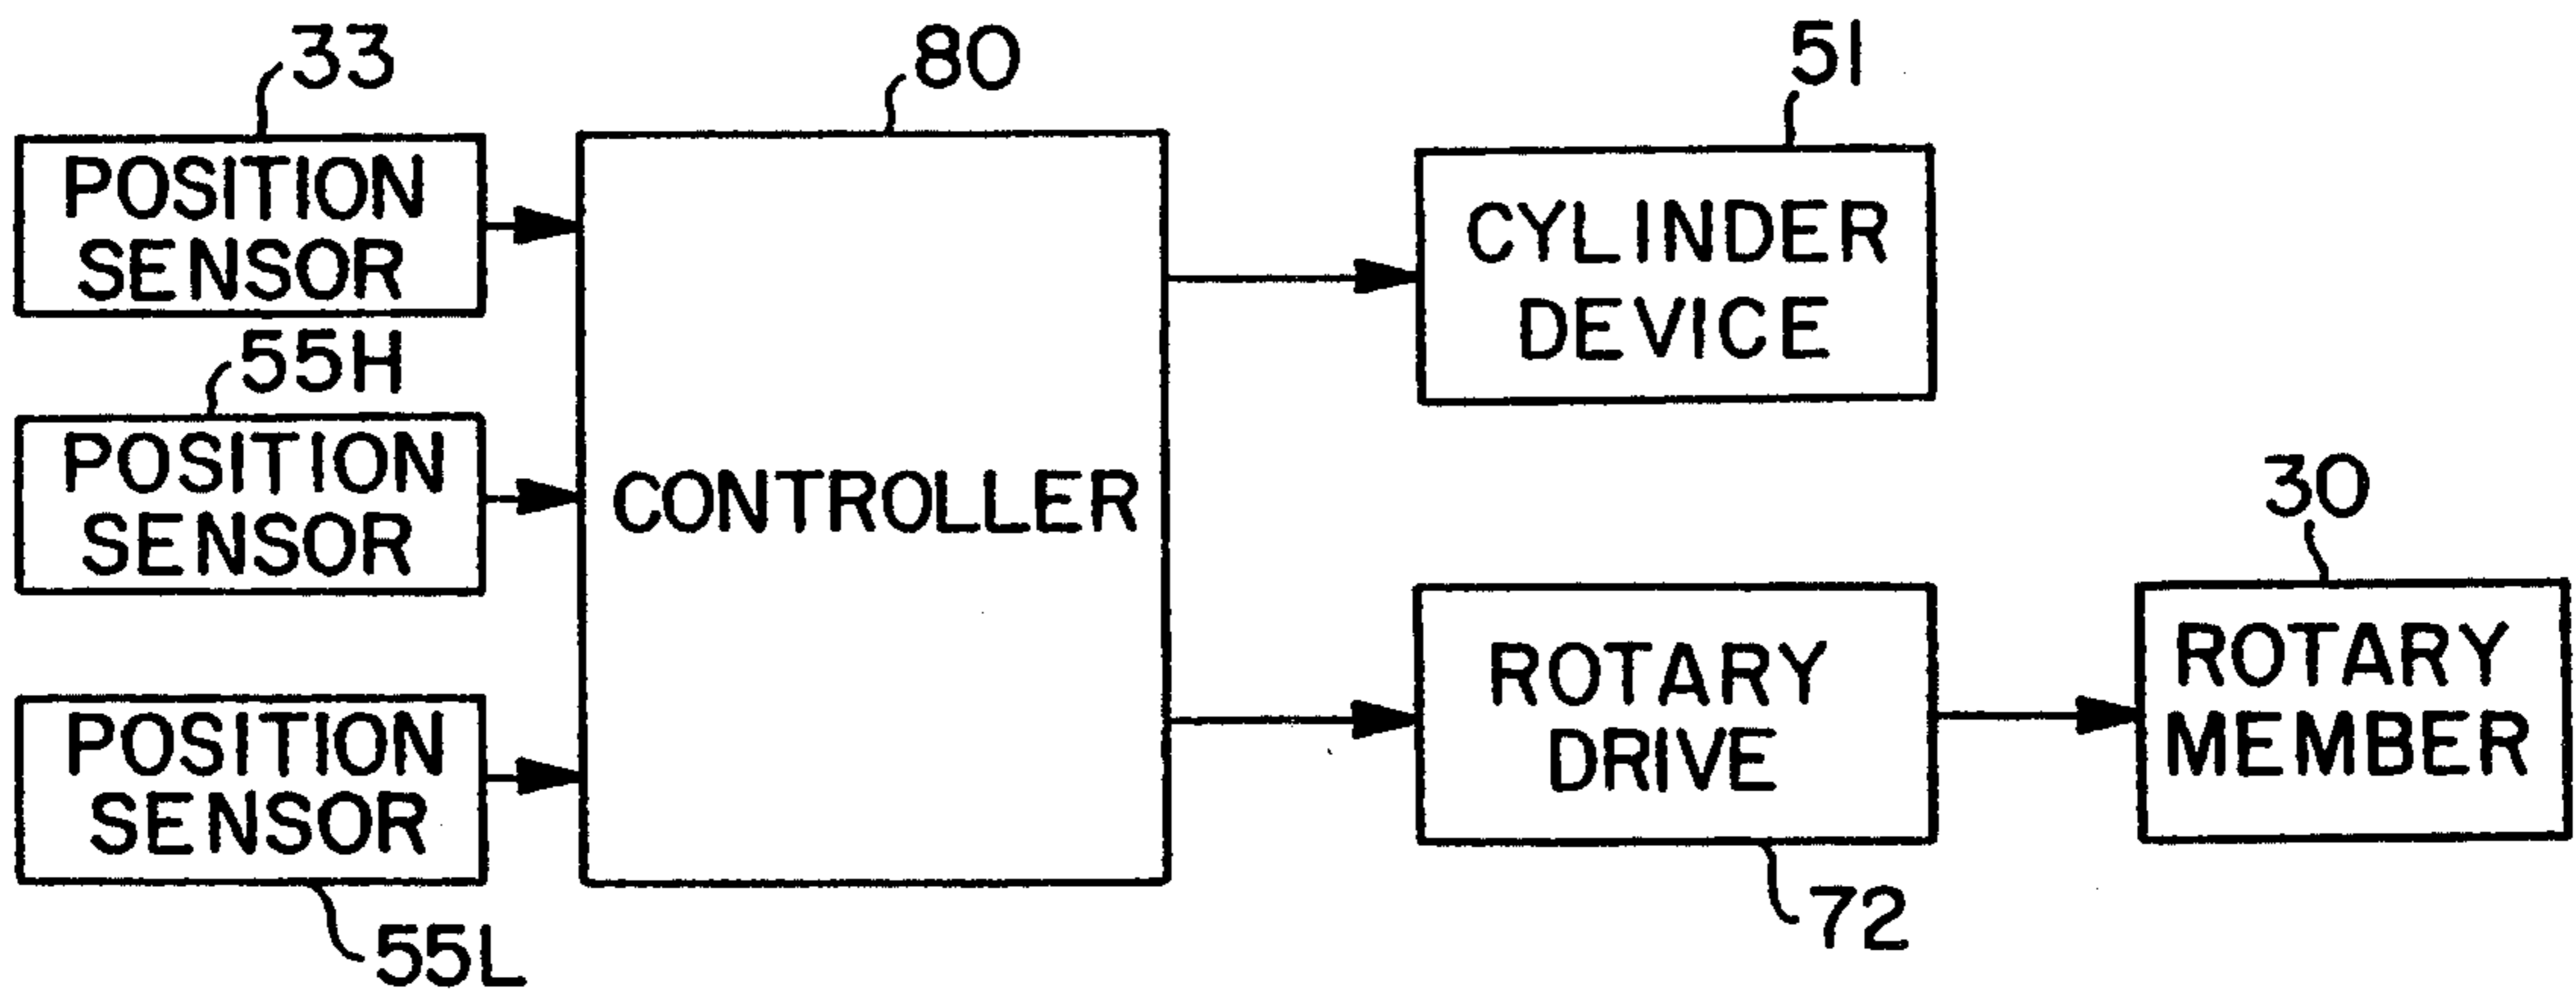 33
POSITION
SENSOR
55H
POSITION
SENSOR
POSITION
SENSOR
55L
80
CONTROLLER
51
CYLINDER
DEVICE
ROTARY
DRIVE
72
30
ROTARY
MEMBER